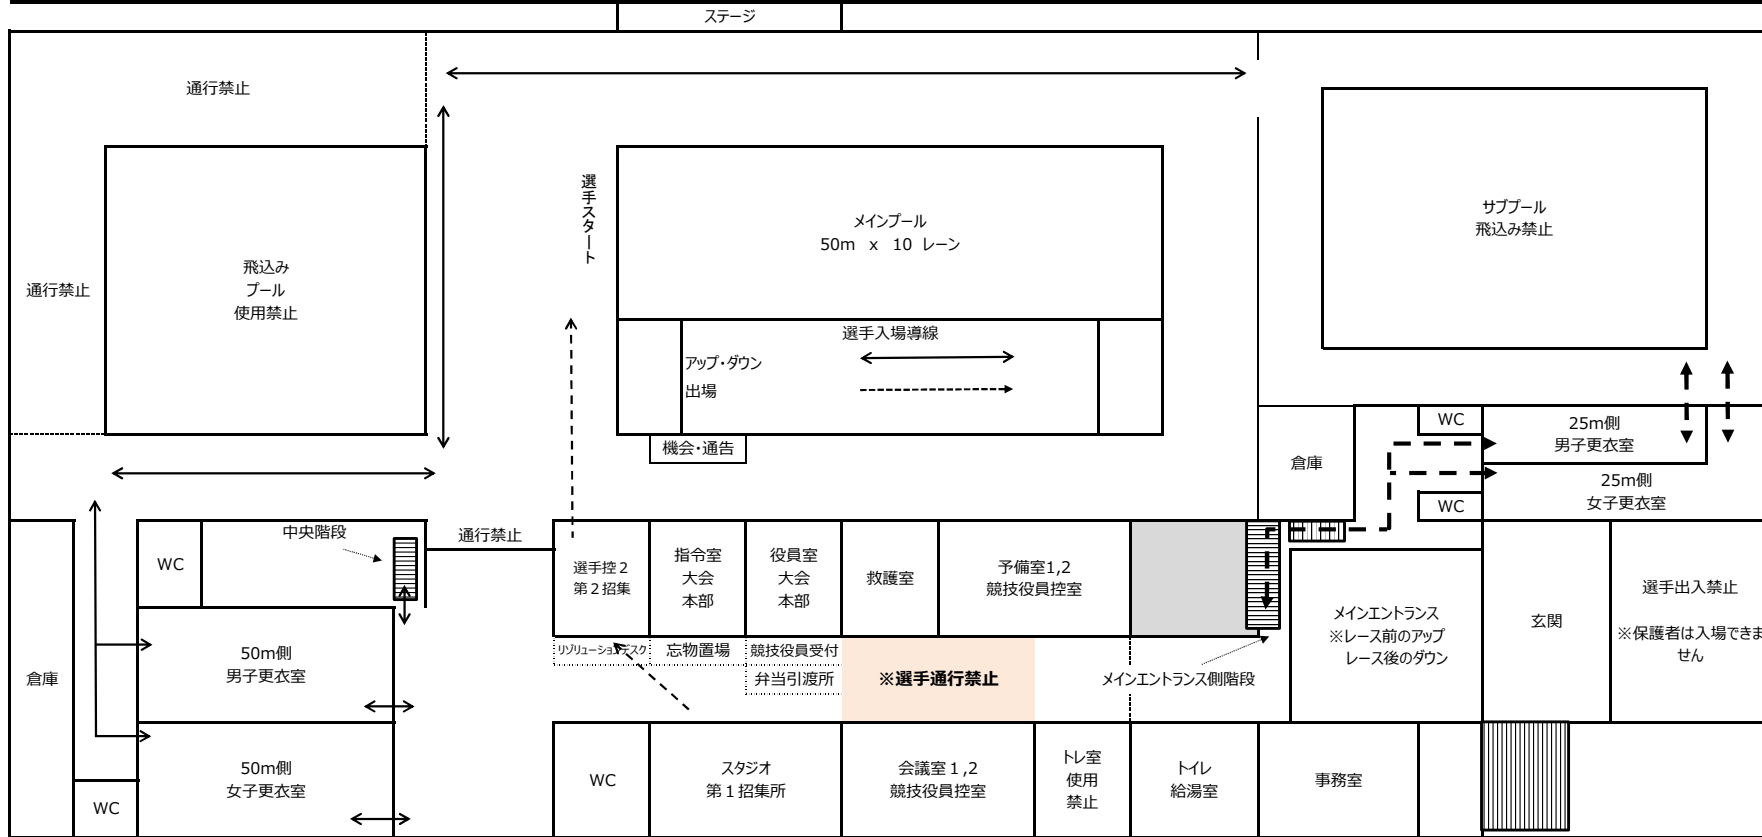 ステージ
通行禁止
選手スタート
メインプール
50m x 10 レーン
サブプール
飛込み禁止
飛込み
プール
使用禁止
通行禁止
選手入場導線
アップ・ダウン
出場
機会・通告
WC
25m側
男子更衣室
倉庫
25m側
女子更衣室
WC
中央階段
通行禁止
WC
選手控２
第２招集
指令室
大会
本部
役員室
大会
本部
救護室
予備室1,2
競技役員控室
メインエントランス
※レース前のアップ
レース後のダウン
玄関
選手出入禁止
※保護者は入場できま
せん
リゾリューションデスク
忘物置場
競技役員受付
弁当引渡所
※選手通行禁止
メインエントランス側階段
倉庫
50m側
男子更衣室
50m側
女子更衣室
WC
WC
スタジオ
第１招集所
会議室１,２
競技役員控室
トレ室
使用
禁止
トイレ
給湯室
事務室